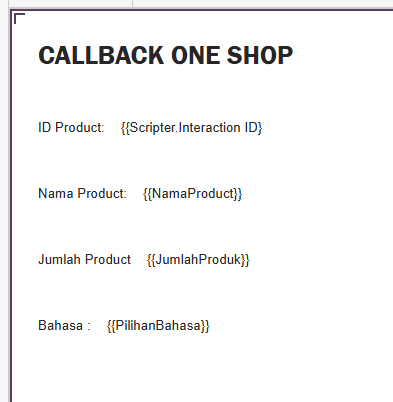 CALLBACK ONE SHOP
ID Product: {{Scripter.Interaction ID}
Nama Product: {{NamaProduct}}
Jumlah Product {{JumlahProduk}}
Bahasa : {{PilihanBahasa}}